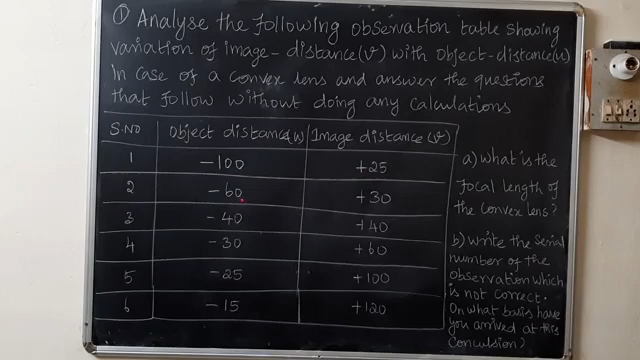 ① Analyse the following observation table showing
variation of image-distance(v) with object-distance(u)
in case of a convex lens and answer the questions
that follow without doing any calculations
S.NO Object distance(u) Image distance(v)
1 -100 +25
2 -60 +30
3 -40 +40
4 -30 +60
5 -25 +100
6 -15 +120
a) What is the
focal length of
the convex lens?
b) Write the serial
number of the
observation which
is not correct.
On what basis have
you arrived at this
Conculsion?